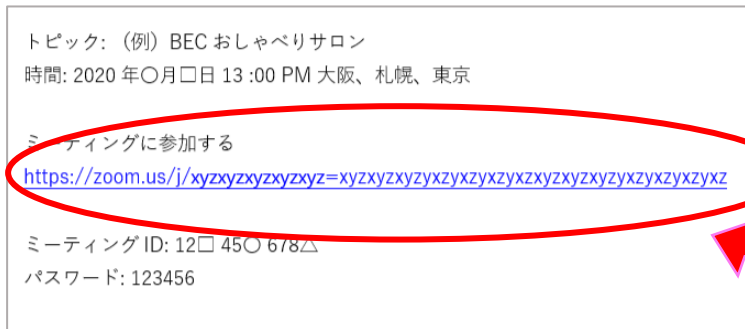 トピック: （例）BEC おしゃべりサロン
時間: 2020 年〇月□日 13 :00 PM 大阪、札幌、東京
ミーティングに参加する
https://zoom.us/j/xyzxyzxyzxyzxyz=xyzxyzxyzyxzyxzyxzyxzxyzxyzxyzyxzyxzyxz
ミーティング ID: 12□ 45〇 678△
パスワード: 123456